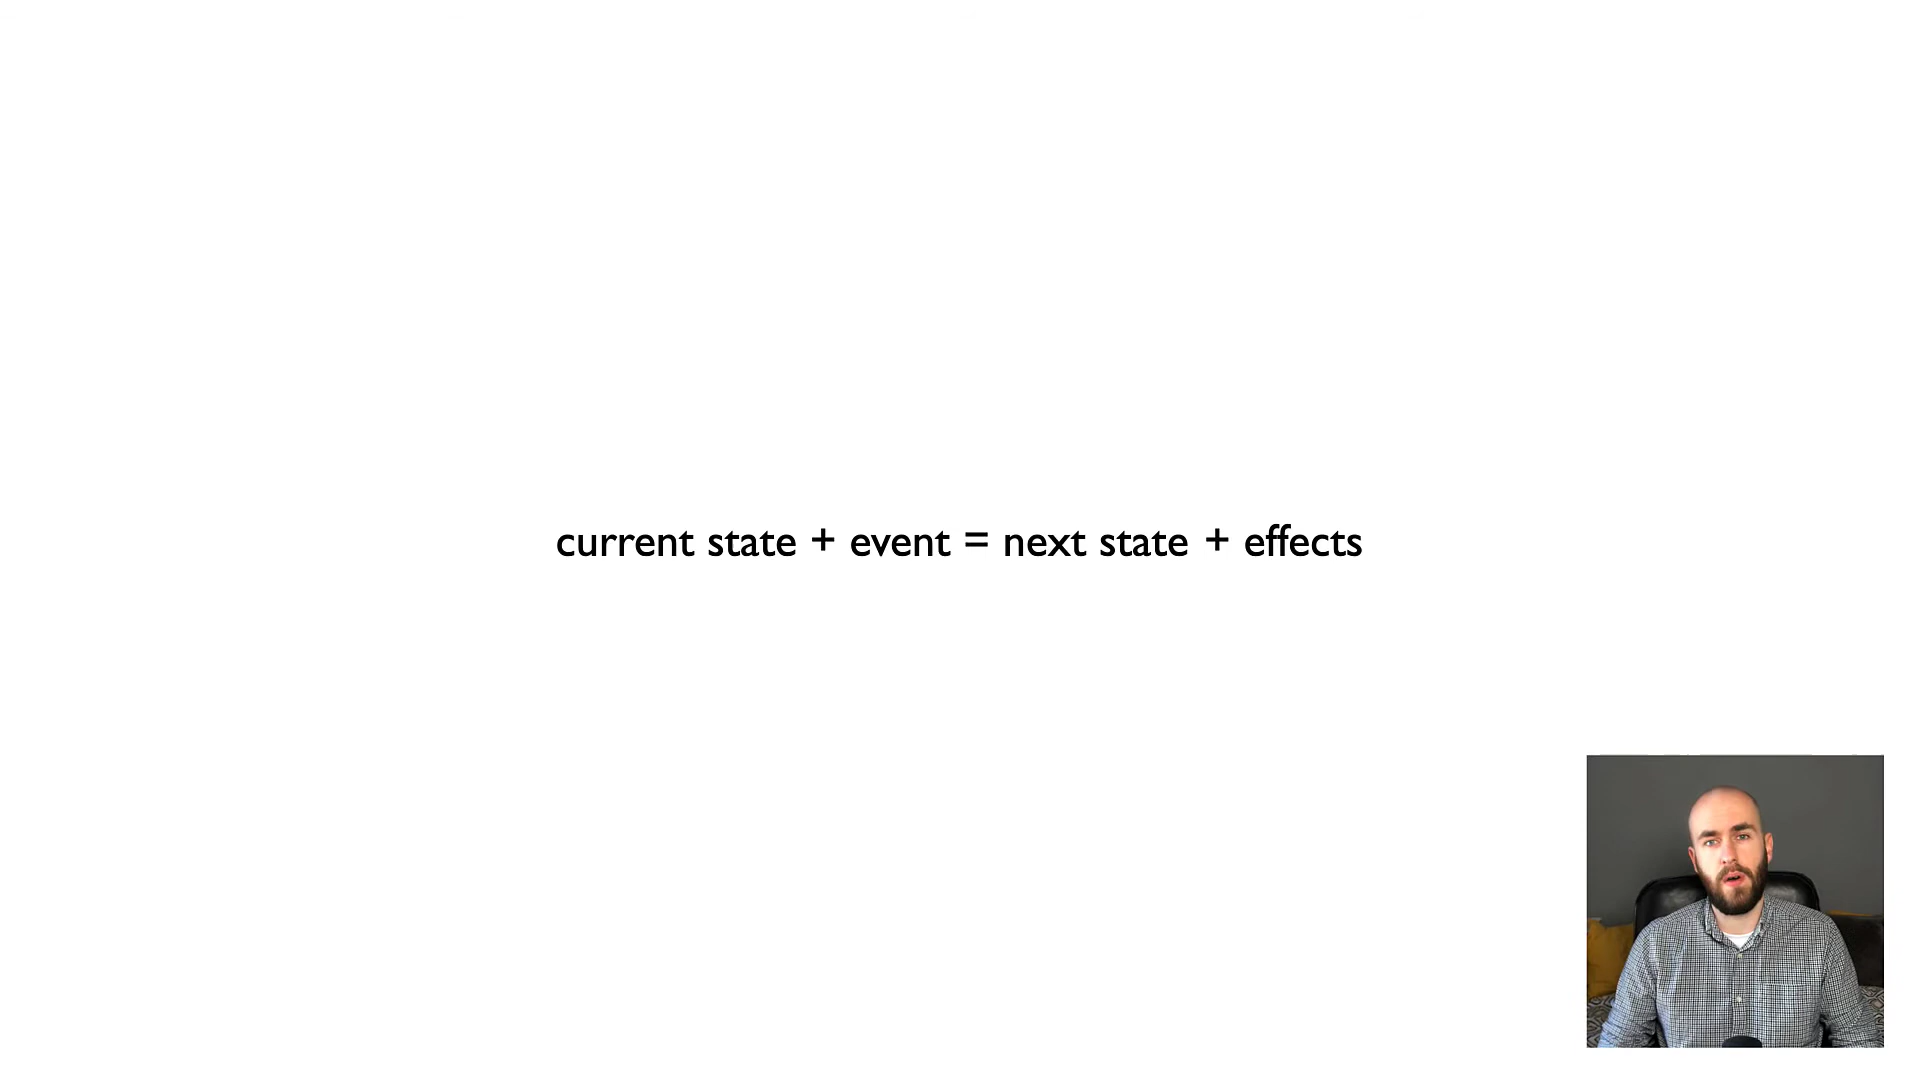 current state + event = next state + effects